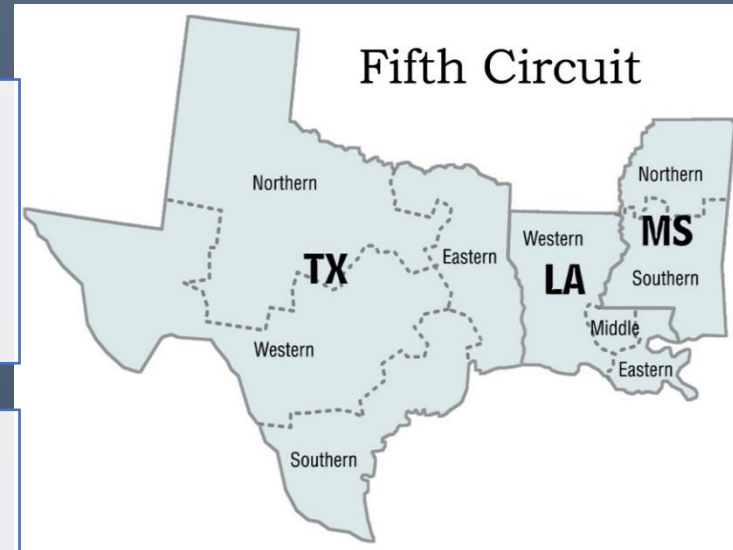 Fifth Circuit
Northern
Northern
MS
Western
Eastern
TX
LA
Southern
Middle
Western
Eastern
Southern